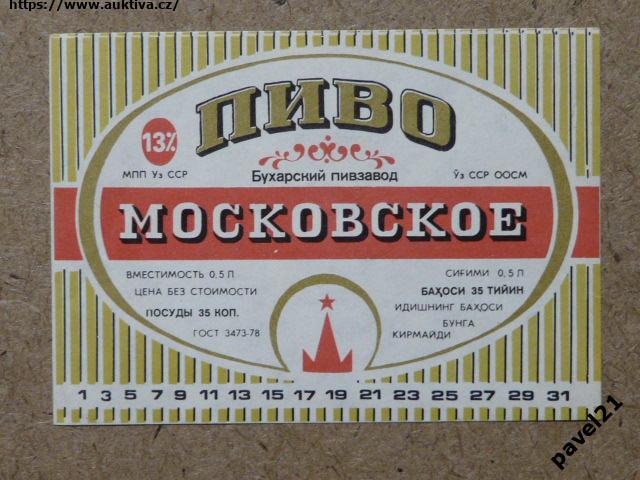 https://www.auktiva.cz/
ПИВО
13%
МПП Уз ССР
Бухарский пивзавод
Ўз ССР ООСМ
МОСКОВСКОЕ
ВМЕСТИМОСТЬ 0,5 Л
ЦЕНА БЕЗ СТОИМОСТИ
ПОСУДЫ 35 КОП.
ГОСТ 3473-78
СИҒИМИ 0,5 Л
БАҲОСИ 35 ТИЙИН
ИДИШНИНГ БАҲОСИ
БУНГА
КИРМАЙДИ
1 3 5 7 9 11 13 15 17 19 21 23 25 27 29 31
pavel21